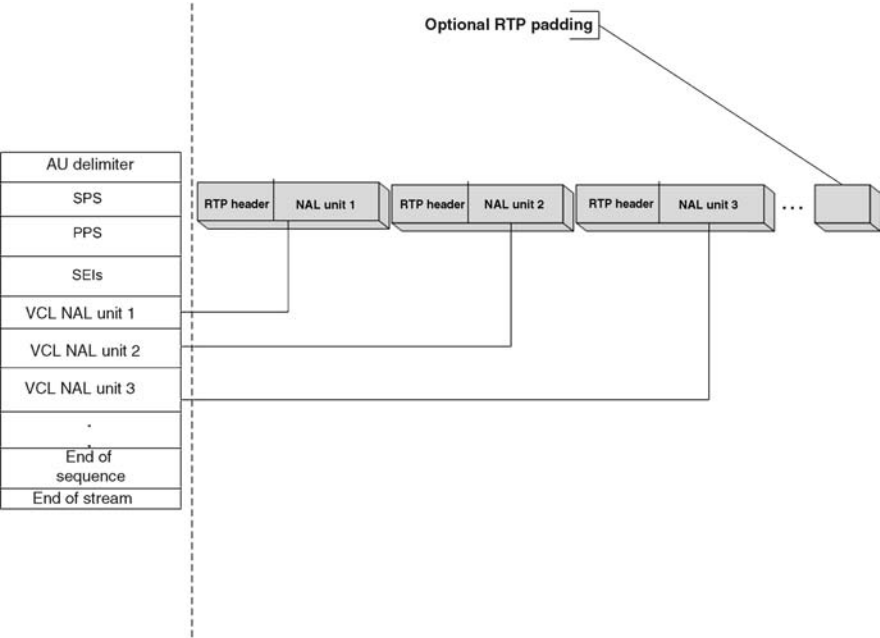 Optional RTP padding
AU delimiter
SPS
PPS
SEIs
VCL NAL unit 1
VCL NAL unit 2
VCL NAL unit 3
.
.
End of
sequence
End of stream
RTP header NAL unit 1 RTP header NAL unit 2 RTP header NAL unit 3 ...